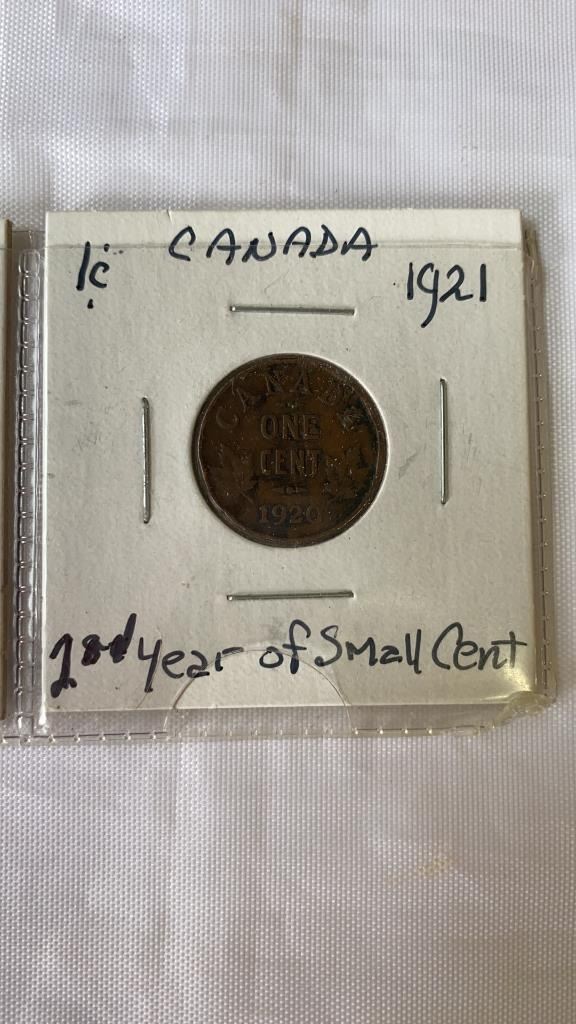 1¢ CANADA 1921
CANADA
ONE
CENT
1920
2nd year of Small Cent